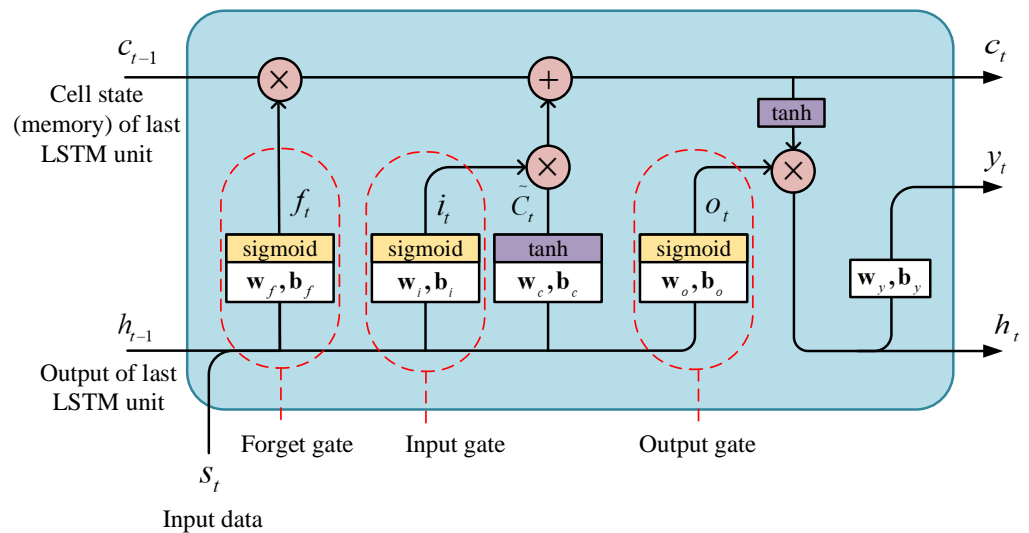 c_{t-1}
c_t
×
+
Cell state
(memory) of last
LSTM unit
tanh
×
×
y_t
f_t
i_t
\tilde{C}_t
o_t
sigmoid
sigmoid
tanh
sigmoid
w_f, b_f
w_i, b_i
w_c, b_c
w_o, b_o
w_y, b_y
h_{t-1}
h_t
Output of last
LSTM unit
Forget gate
Input gate
Output gate
s_t
Input data